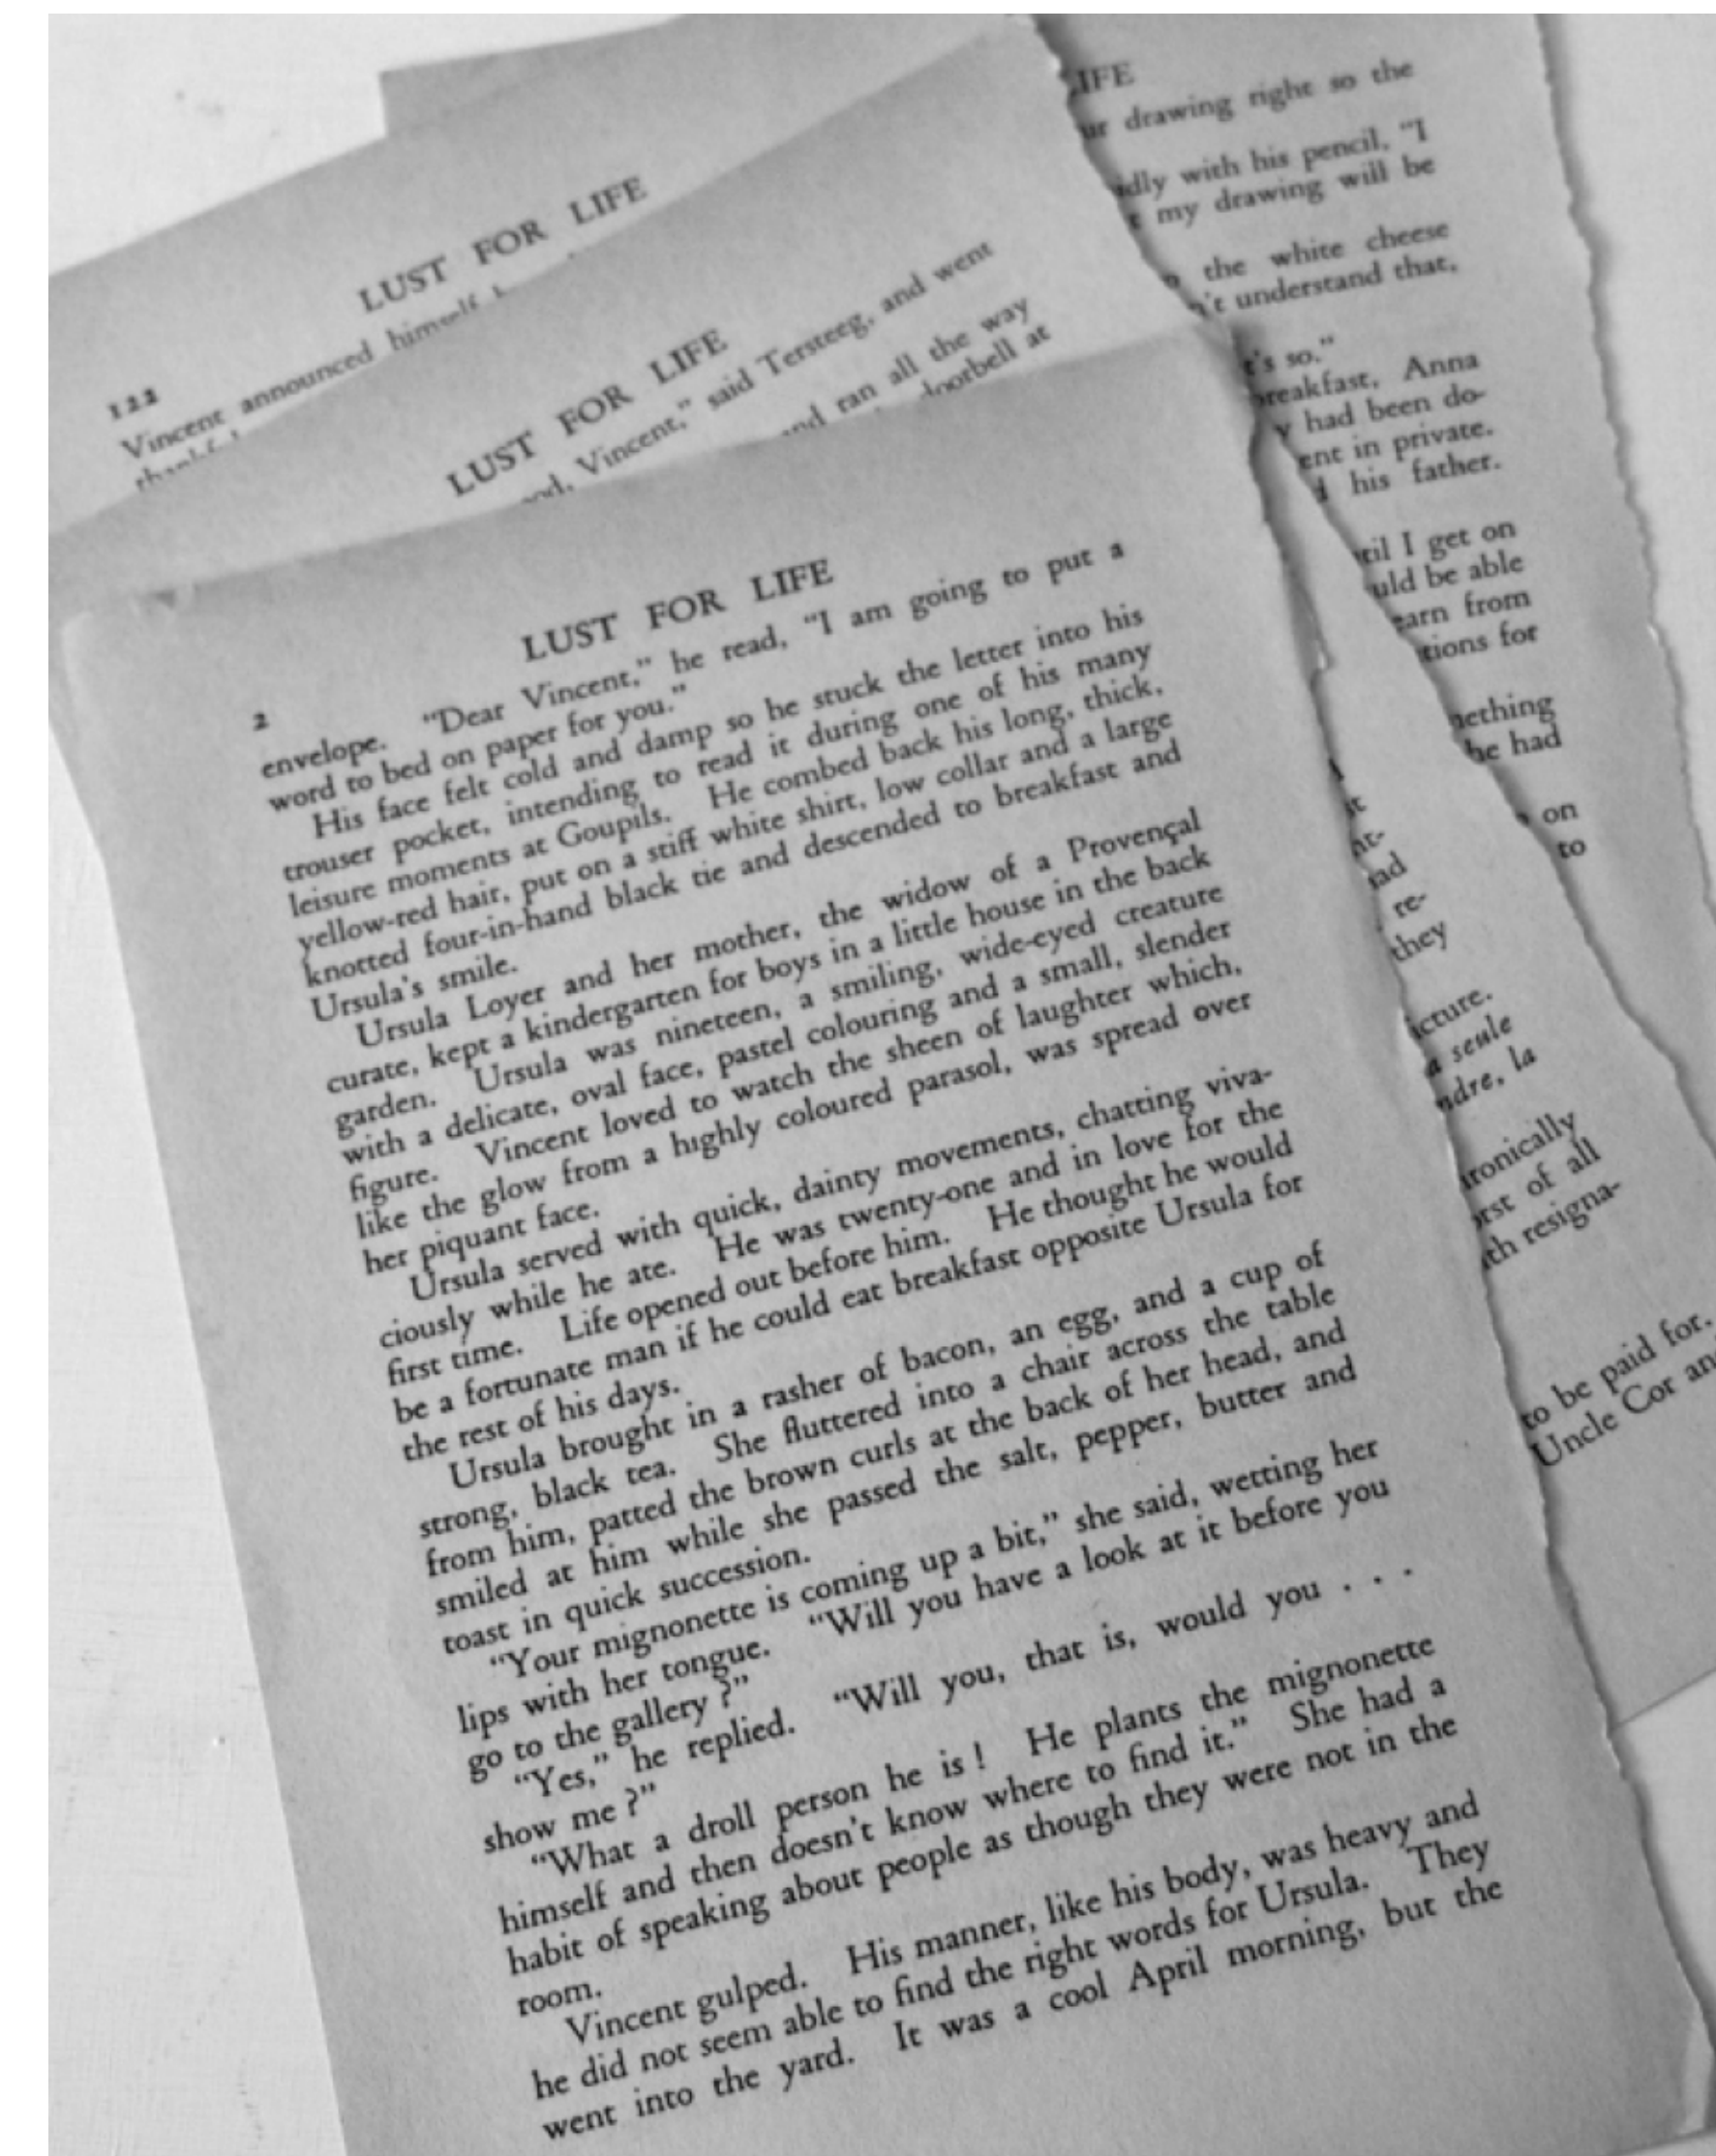 LUST FOR LIFE
122
Vincent announced himself
LUST FOR LIFE
Vincent," said Tersteeg, and went
and ran all the way
doorbell at
IFE
drawing right so the
with his pencil, "I
my drawing will be
the white cheese
understand that,
's so."
breakfast, Anna
had been do-
in private.
his father.
I get on
uld be able
from
tions for
he had
on
to
re-
they
icture.
a seule
ndre, la
ironically
of all
resigna-
to be paid for.
Uncle Cor an
LUST FOR LIFE
2
envelope. "Dear Vincent," he read, "I am going to put a
word to bed on paper for you."
His face felt cold and damp so he stuck the letter into his
trouser pocket, intending to read it during one of his many
leisure moments at Goupils. He combed back his long, thick,
yellow-red hair, put on a stiff white shirt, low collar and a large
knotted four-in-hand black tie and descended to breakfast and
Ursula's smile.
Ursula Loyer and her mother, the widow of a Provençal
curate, kept a kindergarten for boys in a little house in the back
garden. Ursula was nineteen, a smiling, wide-eyed creature
with a delicate, oval face, pastel colouring and a small, slender
figure. Vincent loved to watch the sheen of laughter which,
like the glow from a highly coloured parasol, was spread over
her piquant face.
Ursula served with quick, dainty movements, chatting viva-
ciously while he ate. He was twenty-one and in love for the
first time. Life opened out before him. He thought he would
be a fortunate man if he could eat breakfast opposite Ursula for
the rest of his days.
Ursula brought in a rasher of bacon, an egg, and a cup of
strong, black tea. She fluttered into a chair across the table
from him, patted the brown curls at the back of her head, and
smiled at him while she passed the salt, pepper, butter and
toast in quick succession.
"Your mignonette is coming up a bit," she said, wetting her
lips with her tongue. "Will you have a look at it before you
go to the gallery ?"
"Yes," he replied. "Will you, that is, would you . . .
show me ?"
"What a droll person he is ! He plants the mignonette
himself and then doesn't know where to find it." She had a
habit of speaking about people as though they were not in the
room.
Vincent gulped. His manner, like his body, was heavy and
he did not seem able to find the right words for Ursula. They
went into the yard. It was a cool April morning, but the